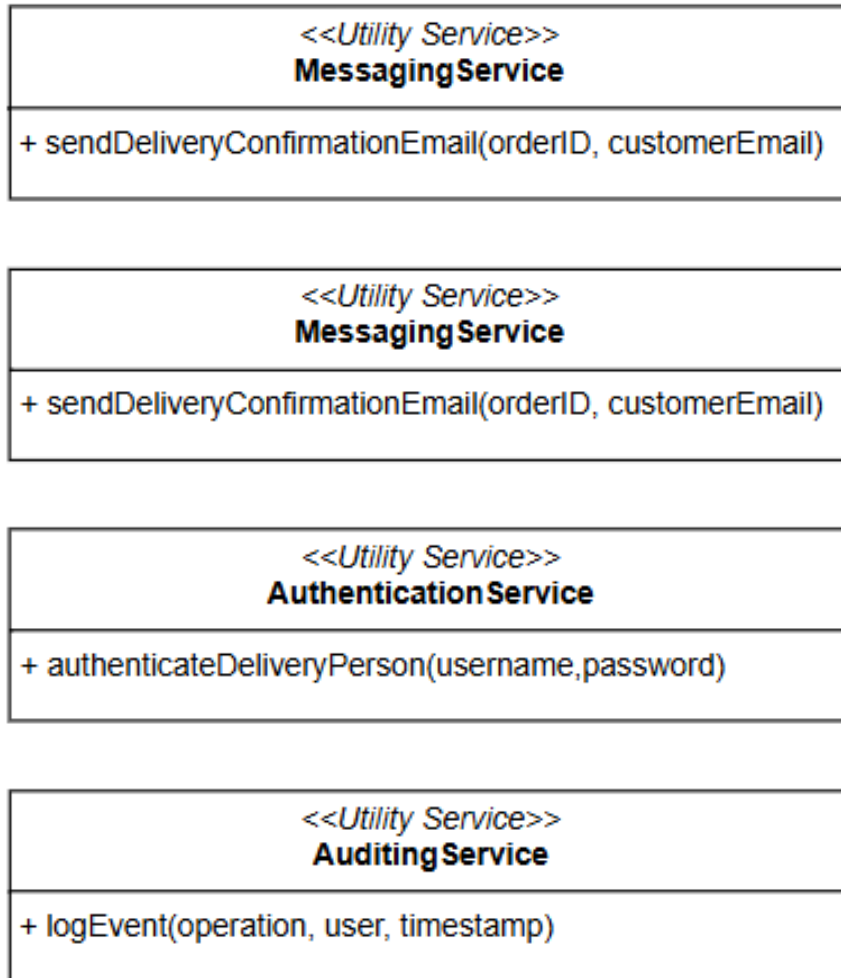 <<Utility Service>>
MessagingService
+ sendDeliveryConfirmationEmail(orderID, customerEmail)
<<Utility Service>>
MessagingService
+ sendDeliveryConfirmationEmail(orderID, customerEmail)
<<Utility Service>>
AuthenticationService
+ authenticateDeliveryPerson(username,password)
<<Utility Service>>
AuditingService
+ logEvent(operation, user, timestamp)